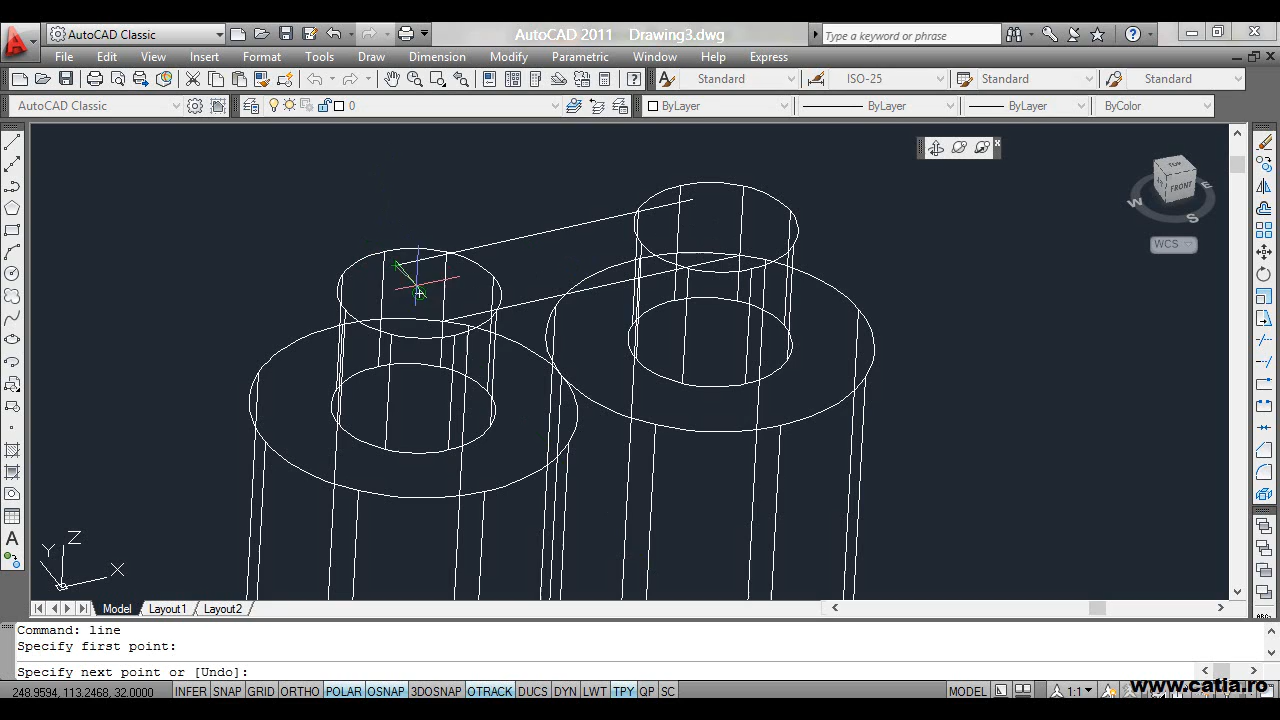 AutoCAD Classic
AutoCAD 2011 Drawing3.dwg
Type a keyword or phrase
File Edit View Insert Format Tools Draw Dimension Modify Parametric Window Help Express
Standard ISO-25 Standard Standard
AutoCAD Classic 0 ByLayer ByLayer ByLayer ByColor
TOP
FRONT
W S E
WCS
Z
Y
X
Model Layout1 Layout2
Command: line
Specify first point:
Specify next point or [Undo]:
248.9594, 113.2468, 32.0000 INFER SNAP GRID ORTHO POLAR OSNAP 3DOSNAP OTRACK DUCS DYN LWT TPY QP SC MODEL 1:1
www.catia.ro